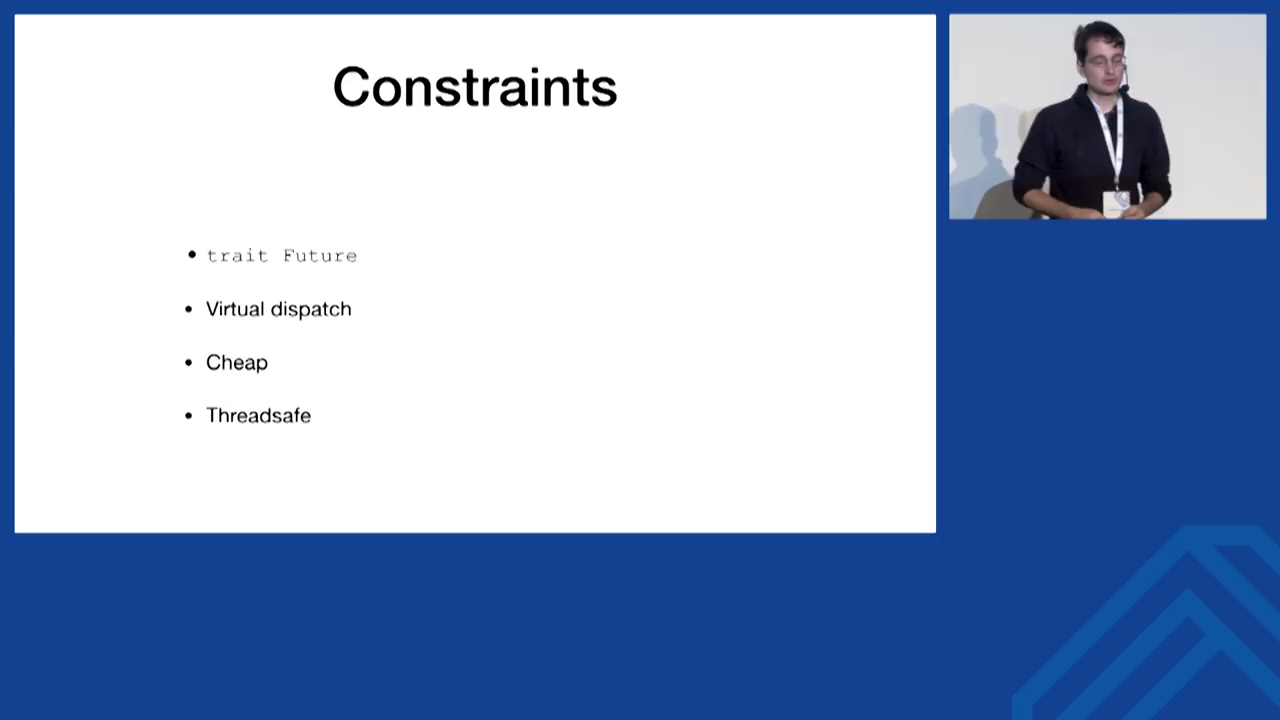 Constraints
• trait Future
• Virtual dispatch
• Cheap
• Threadsafe